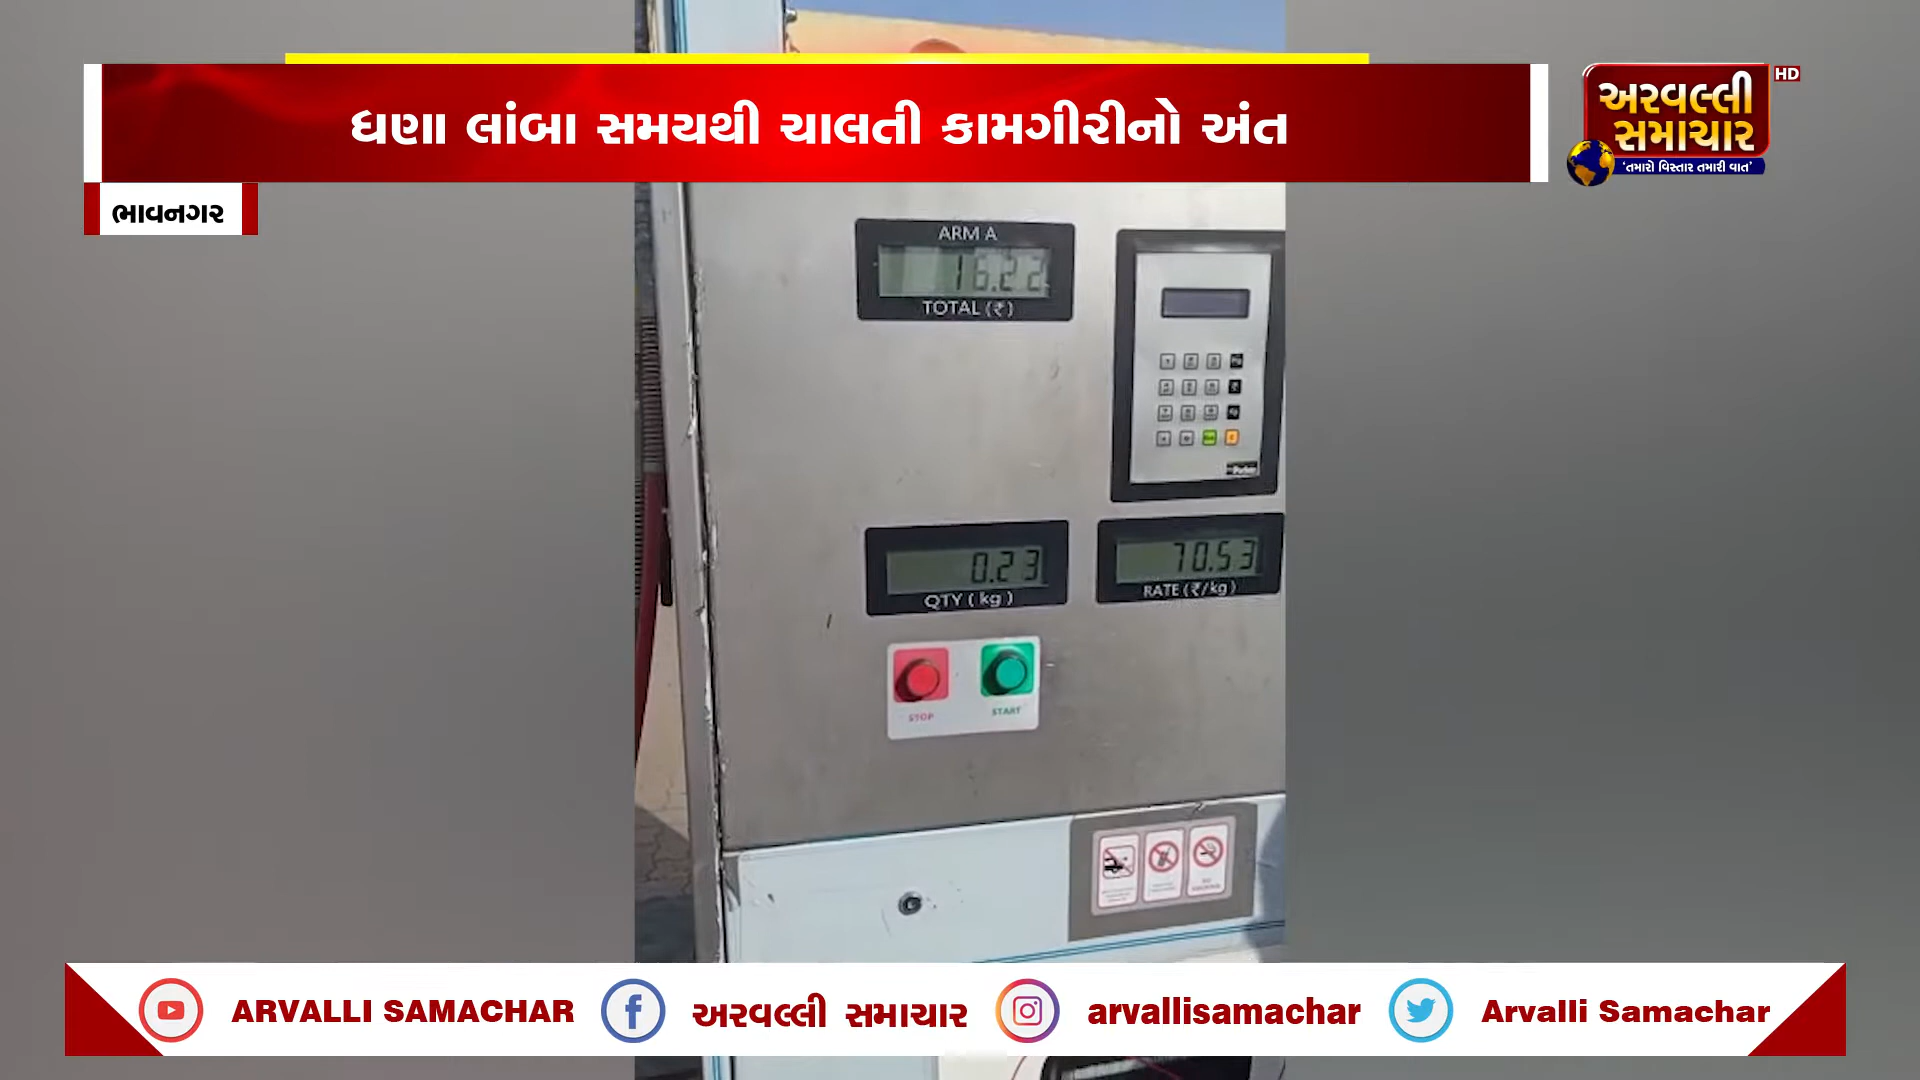 ધણા લાંબા સમયથી ચાલતી કામગીરીનો અંત
અરવલ્લી
સમાચાર
HD
'તમારો વિસ્તાર તમારી વાત'
ભાવનગર
ARM A
16.22
TOTAL (₹)
0.23
QTY ( kg )
70.53
RATE (₹/kg)
STOP
START
ARVALLI SAMACHAR
અરવલ્લી સમાચાર
arvallisamachar
Arvalli Samachar